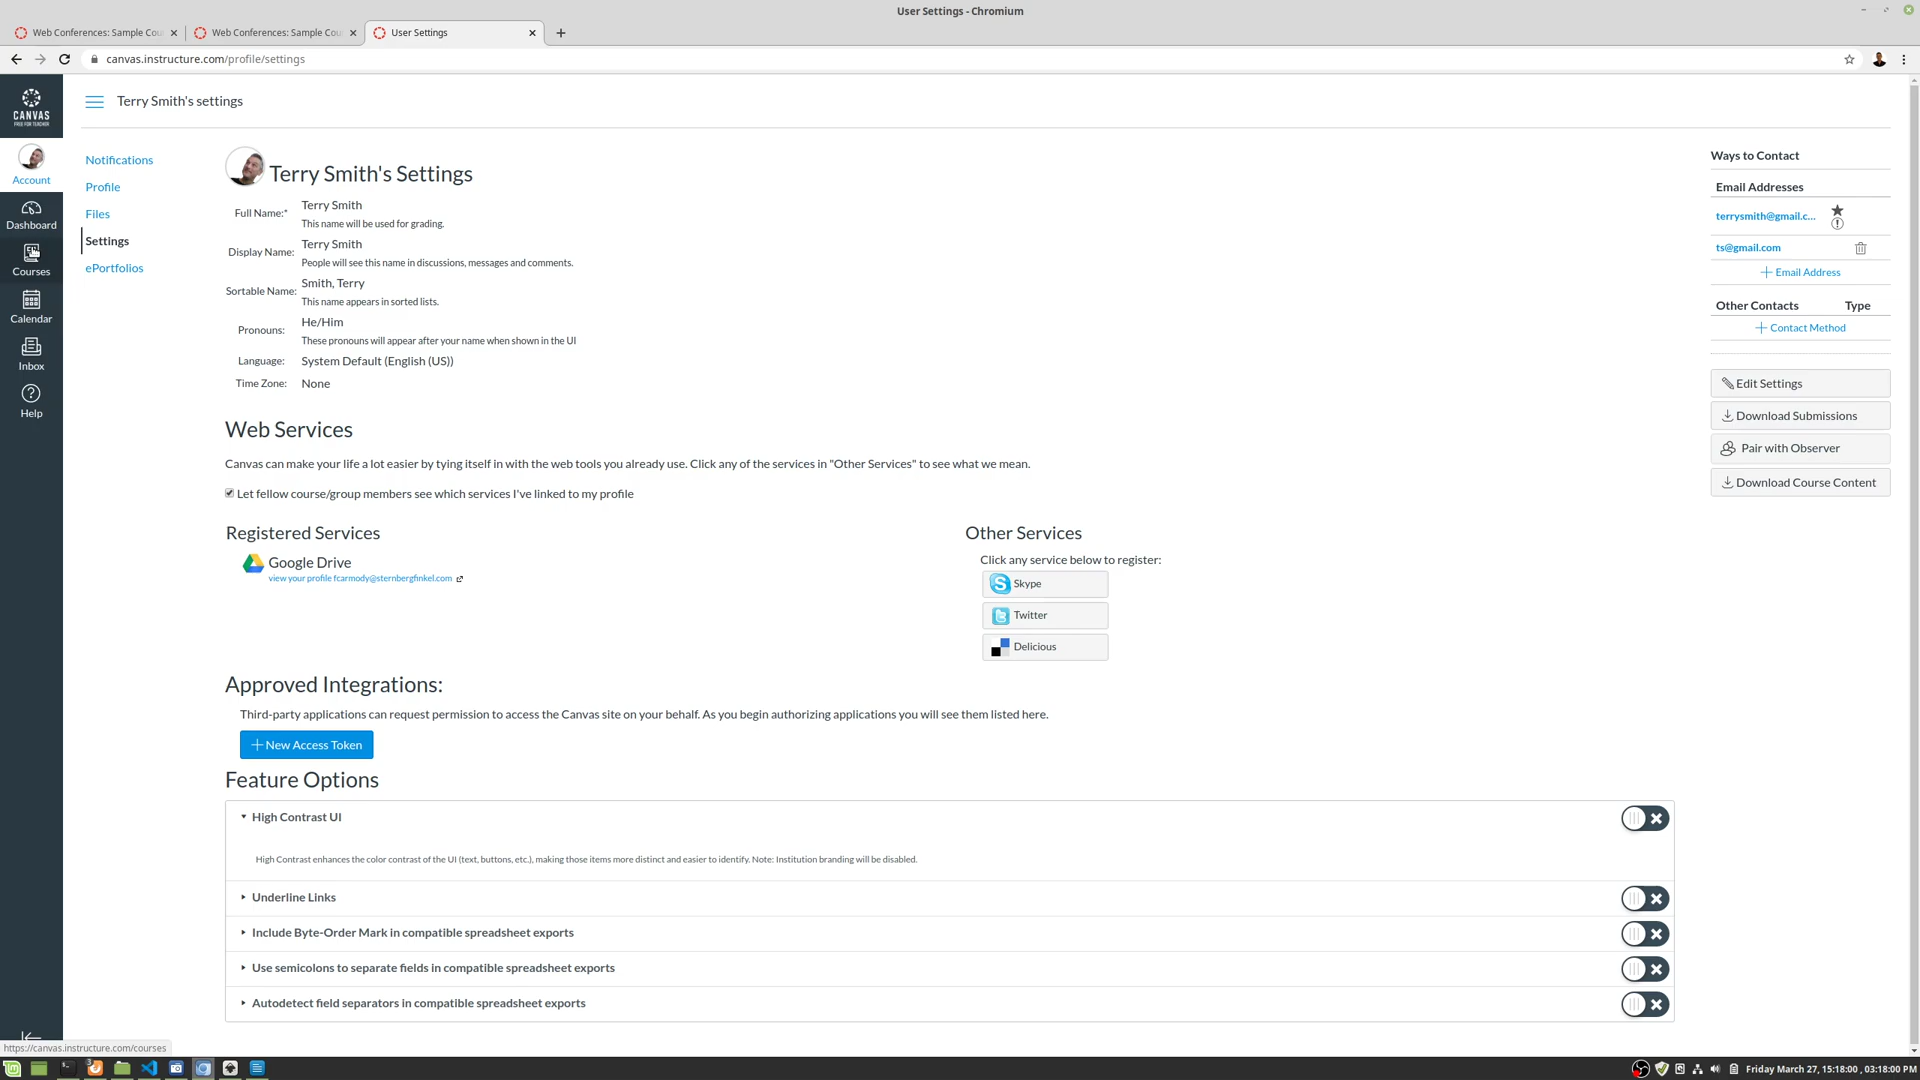 User Settings - Chromium
Web Conferences: Sample Cou
Web Conferences: Sample Cou
User Settings
canvas.instructure.com/profile/settings
CANVAS
FREE FOR TEACHER
Account
Dashboard
Courses
Calendar
Inbox
Help
Terry Smith's settings
Notifications
Profile
Files
Settings
ePortfolios
Terry Smith's Settings
Full Name:* Terry Smith
This name will be used for grading.
Display Name: Terry Smith
People will see this name in discussions, messages and comments.
Sortable Name: Smith, Terry
This name appears in sorted lists.
Pronouns: He/Him
These pronouns will appear after your name when shown in the UI
Language: System Default (English (US))
Time Zone: None
Web Services
Canvas can make your life a lot easier by tying itself in with the web tools you already use. Click any of the services in "Other Services" to see what we mean.
Let fellow course/group members see which services I've linked to my profile
Registered Services
Google Drive
view your profile fcarmody@sternbergfinkel.com
Other Services
Click any service below to register:
Skype
Twitter
Delicious
Approved Integrations:
Third-party applications can request permission to access the Canvas site on your behalf. As you begin authorizing applications you will see them listed here.
New Access Token
Feature Options
High Contrast UI
High Contrast enhances the color contrast of the UI (text, buttons, etc.), making those items more distinct and easier to identify. Note: Institution branding will be disabled.
Underline Links
Include Byte-Order Mark in compatible spreadsheet exports
Use semicolons to separate fields in compatible spreadsheet exports
Autodetect field separators in compatible spreadsheet exports
Ways to Contact
Email Addresses
terrysmith@gmail.c...
ts@gmail.com
Email Address
Other Contacts Type
Contact Method
Edit Settings
Download Submissions
Pair with Observer
Download Course Content
https://canvas.instructure.com/courses
3
Friday March 27, 15:18:00 , 03:18:00 PM